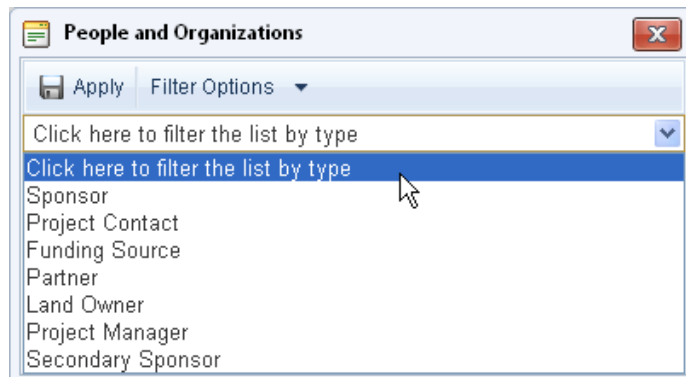 People and Organizations
Apply Filter Options
Click here to filter the list by type
Click here to filter the list by type
Sponsor
Project Contact
Funding Source
Partner
Land Owner
Project Manager
Secondary Sponsor